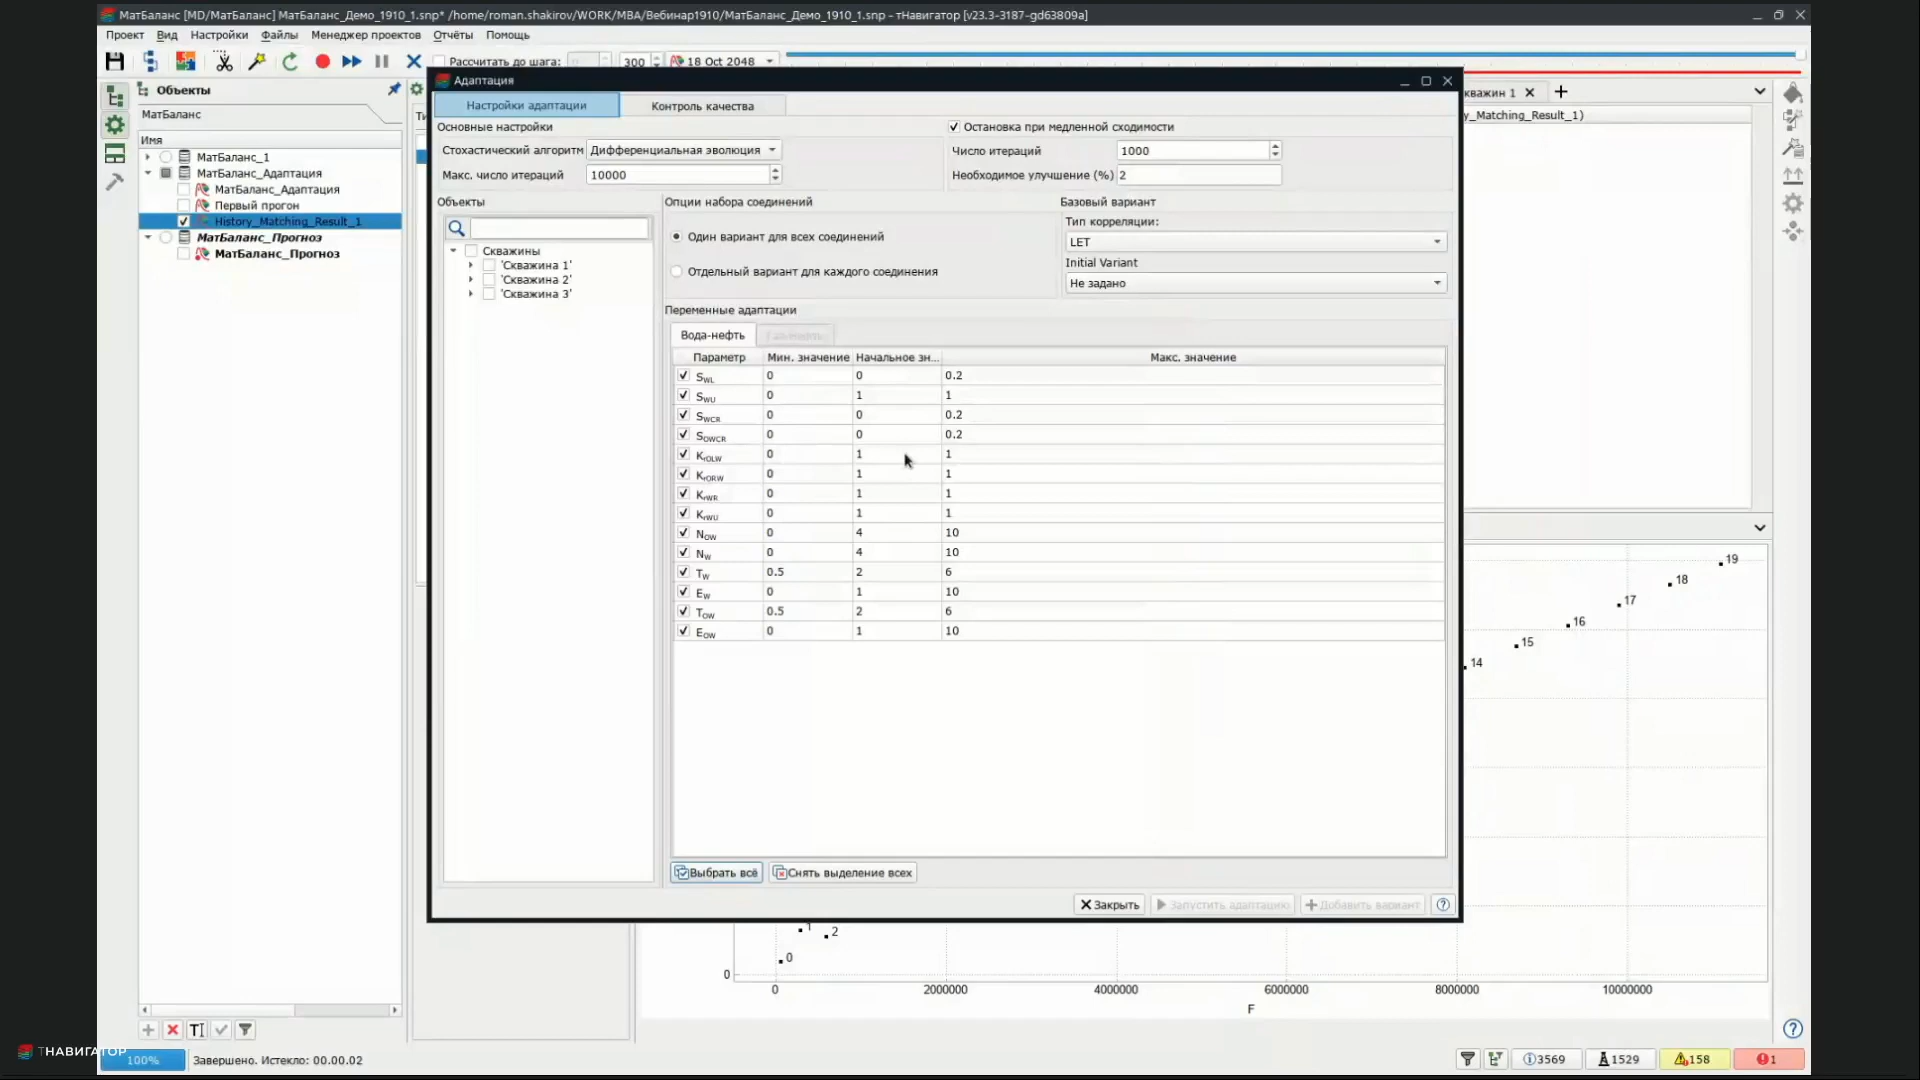 МатБаланс [MD/МатБаланс] МатБаланс_Демо_1910_1.snp* /home/roman.shakirov/WORK/MBA/Вебинар1910/МатБаланс_Демо_1910_1.snp - тНавигатор [v23.3-3187-gd63809a]
Проект Вид Настройки Файлы Менеджер проектов Отчёты Помощь
Рассчитать до шага: 300 18 Oct 2048
Объекты
МатБаланс
Имя
МатБаланс_1
МатБаланс_Адаптация
МатБаланс_Адаптация
Первый прогон
History_Matching_Result_1
МатБаланс_Прогноз
МатБаланс_Прогноз
Адаптация
Настройки адаптации Контроль качества
Основные настройки
Стохастический алгоритм Дифференциальная эволюция
Макс. число итераций 10000
Остановка при медленной сходимости
Число итераций 1000
Необходимое улучшение (%) 2
Объекты
Скважины
'Скважина 1'
'Скважина 2'
'Скважина 3'
Опции набора соединений
Один вариант для всех соединений
Отдельный вариант для каждого соединения
Базовый вариант
Тип корреляции:
LET
Initial Variant
Не задано
Переменные адаптации
Вода-нефть
Параметр Мин. значение Начальное зн... Макс. значение
SWL 0 0 0.2
SWU 0 1 1
SWCR 0 0 0.2
SOWCR 0 0 0.2
KrOLW 0 1 1
KrORW 0 1 1
KrWR 0 1 1
KrWU 0 1 1
NOW 0 4 10
NW 0 4 10
TW 0.5 2 6
EW 0 1 10
TOW 0.5 2 6
EOW 0 1 10
Выбрать всё Снять выделение всех
Закрыть Запустить адаптацию Добавить вариант
кважин 1
y_Matching_Result_1)
19
18
17
16
15
14
1
2
0
0
0 2000000 4000000 6000000 8000000 10000000
F
TНАВИГАТОР
100% Завершено. Истекло: 00.00.02
3569 1529 158 1